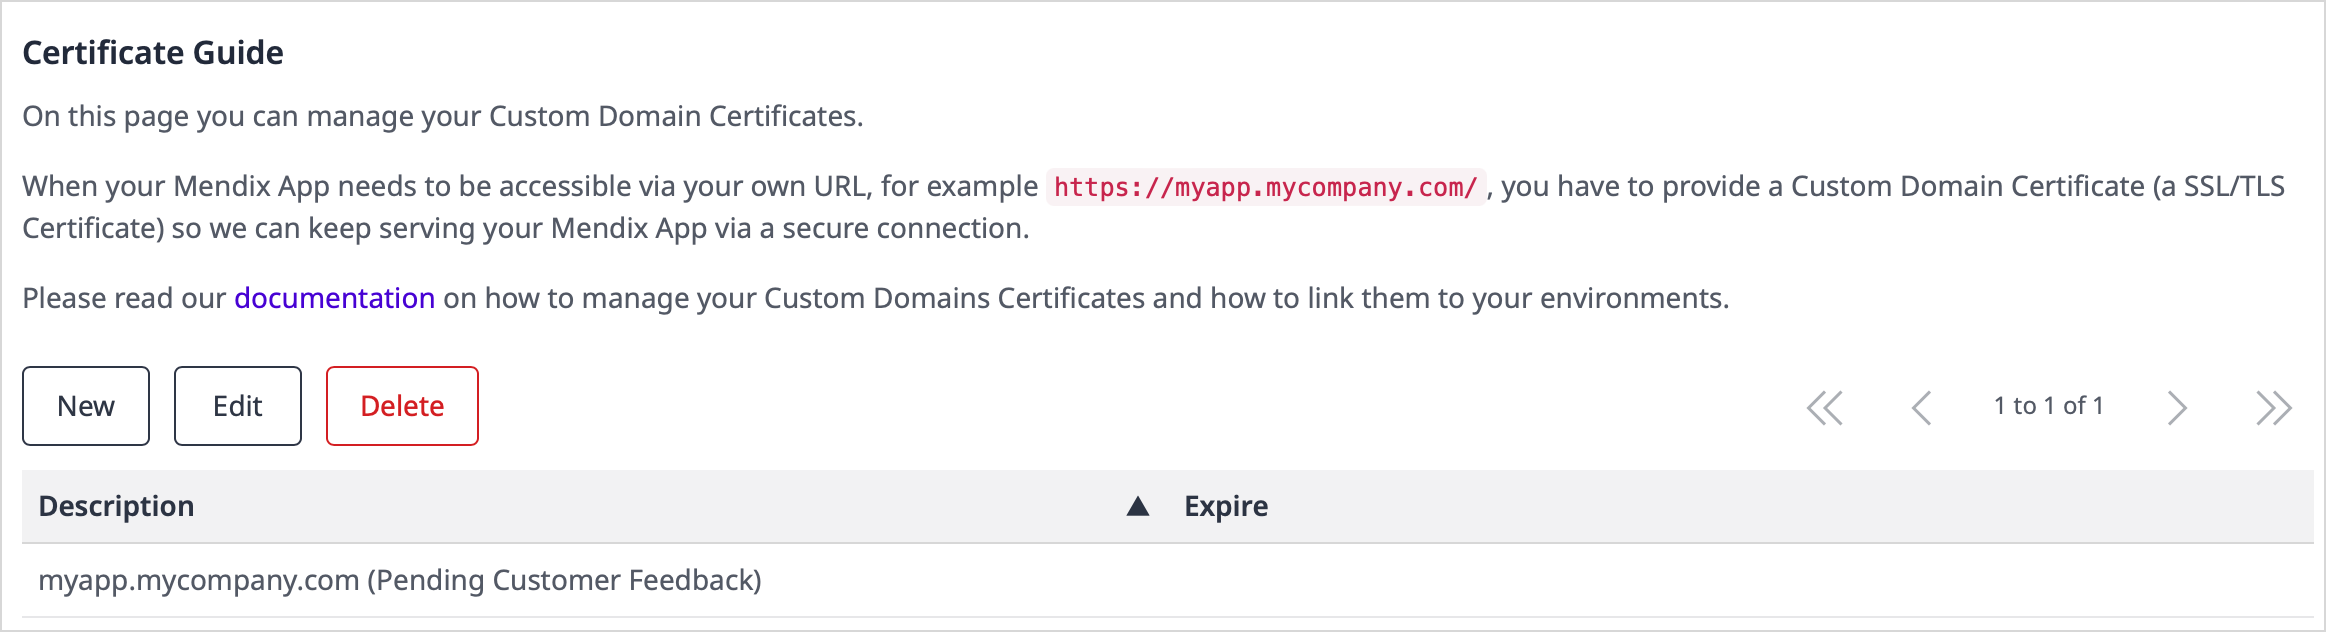 Certificate Guide
On this page you can manage your Custom Domain Certificates.
When your Mendix App needs to be accessible via your own URL, for example https://myapp.mycompany.com/, you have to provide a Custom Domain Certificate (a SSL/TLS
Certificate) so we can keep serving your Mendix App via a secure connection.
Please read our documentation on how to manage your Custom Domains Certificates and how to link them to your environments.
New Edit Delete 1 to 1 of 1
Description Expire
myapp.mycompany.com (Pending Customer Feedback)